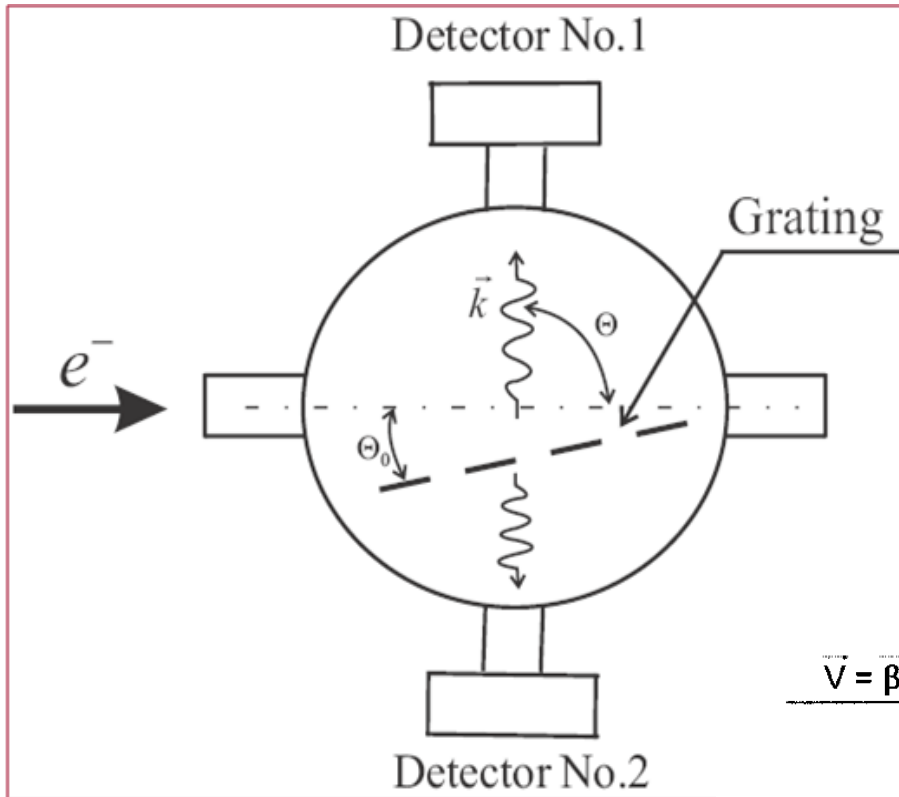 Detector No.1
Grating
k⃗
Θ
e⁻
Θ₀
V = β
Detector No.2